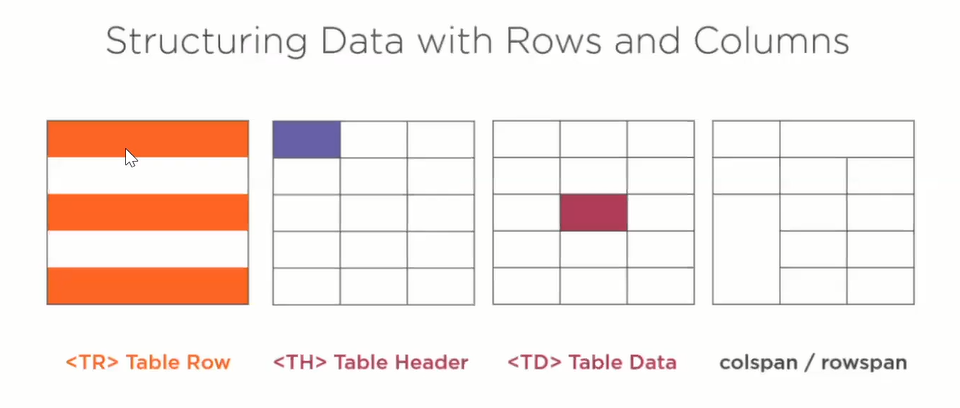 Structuring Data with Rows and Columns
<TR> Table Row
<TH> Table Header
<TD> Table Data
colspan / rowspan